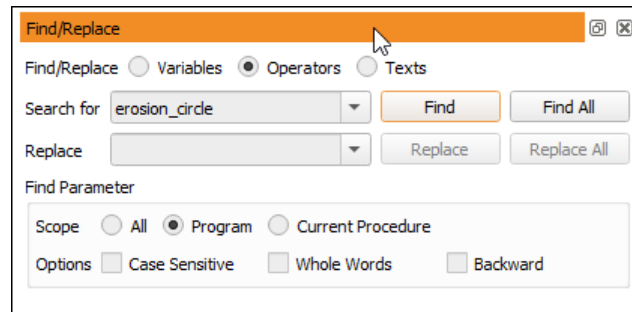 Find/Replace
Find/Replace Variables Operators Texts
Search for erosion_circle Find Find All
Replace Replace Replace All
Find Parameter
Scope All Program Current Procedure
Options Case Sensitive Whole Words Backward